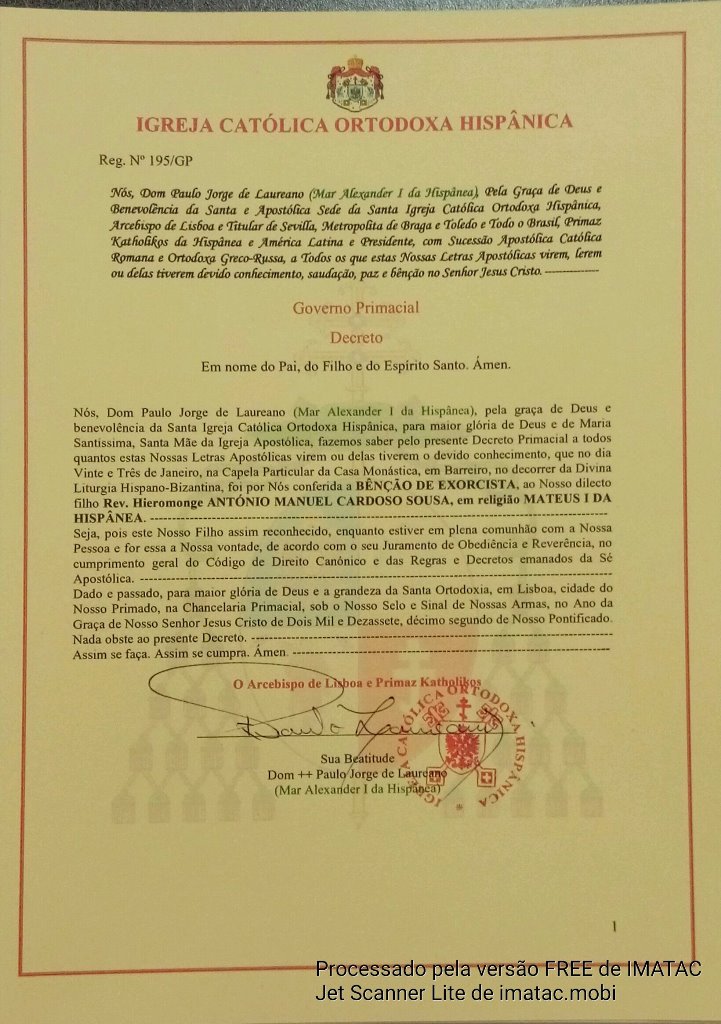 IGREJA CATÓLICA ORTODOXA HISPÂNICA
Reg. Nº 195/GP
Nós, Dom Paulo Jorge de Laureano (Mar Alexander I da Hispânea), Pela Graça de Deus e
Benevolência da Santa e Apostólica Sede da Santa Igreja Católica Ortodoxa Hispânica,
Arcebispo de Lisboa e Titular de Sevilla, Metropolita de Braga e Toledo e Todo o Brasil, Primaz
Katholikos da Hispânea e América Latina e Presidente, com Sucessão Apostólica Católica
Romana e Ortodoxa Greco-Russa, a Todos os que estas Nossas Letras Apostólicas virem, lerem
ou delas tiverem devido conhecimento, saudação, paz e bênção no Senhor Jesus Cristo. -------------
Governo Primacial
Decreto
Em nome do Pai, do Filho e do Espírito Santo. Ámen.
Nós, Dom Paulo Jorge de Laureano (Mar Alexander I da Hispânea), pela graça de Deus e
benevolência da Santa Igreja Católica Ortodoxa Hispânica, para maior glória de Deus e de Maria
Santíssima, Santa Mãe da Igreja Apostólica, fazemos saber pelo presente Decreto Primacial a todos
quantos estas Nossas Letras Apostólicas virem ou delas tiverem o devido conhecimento, que no dia
Vinte e Três de Janeiro, na Capela Particular da Casa Monástica, em Barreiro, no decorrer da Divina
Liturgia Hispano-Bizantina, foi por Nós conferida a BÊNÇÃO DE EXORCISTA, ao Nosso dilecto
filho Rev. Hieromonge ANTÓNIO MANUEL CARDOSO SOUSA, em religião MATEUS I DA
HISPÂNEA. ------------------------------------------------------------
Seja, pois este Nosso Filho assim reconhecido, enquanto estiver em plena comunhão com a Nossa
Pessoa e for essa a Nossa vontade, de acordo com o seu Juramento de Obediência e Reverência, no
cumprimento geral do Código de Direito Canónico e das Regras e Decretos emanados da Sé
Apostólica. ------------------------------------------------------------
Dado e passado, para maior glória de Deus e a grandeza da Santa Ortodoxia, em Lisboa, cidade do
Nosso Primado, na Chancelaria Primacial, sob o Nosso Selo e Sinal de Nossas Armas, no Ano da
Graça de Nosso Senhor Jesus Cristo de Dois Mil e Dezassete, décimo segundo de Nosso Pontificado.
Nada obste ao presente Decreto. ------------------------------------------------
Assim se faça. Assim se cumpra. Ámen. ------------------------------------------
O Arcebispo de Lisboa e Primaz Katholikos
Paulo Laureano
IGREJA CATÓLICA ORTODOXA HISPÂNICA
Sua Beatitude
Dom ++ Paulo Jorge de Laureano
(Mar Alexander I da Hispânea)
1
Processado pela versão FREE de IMATAC
Jet Scanner Lite de imatac.mobi